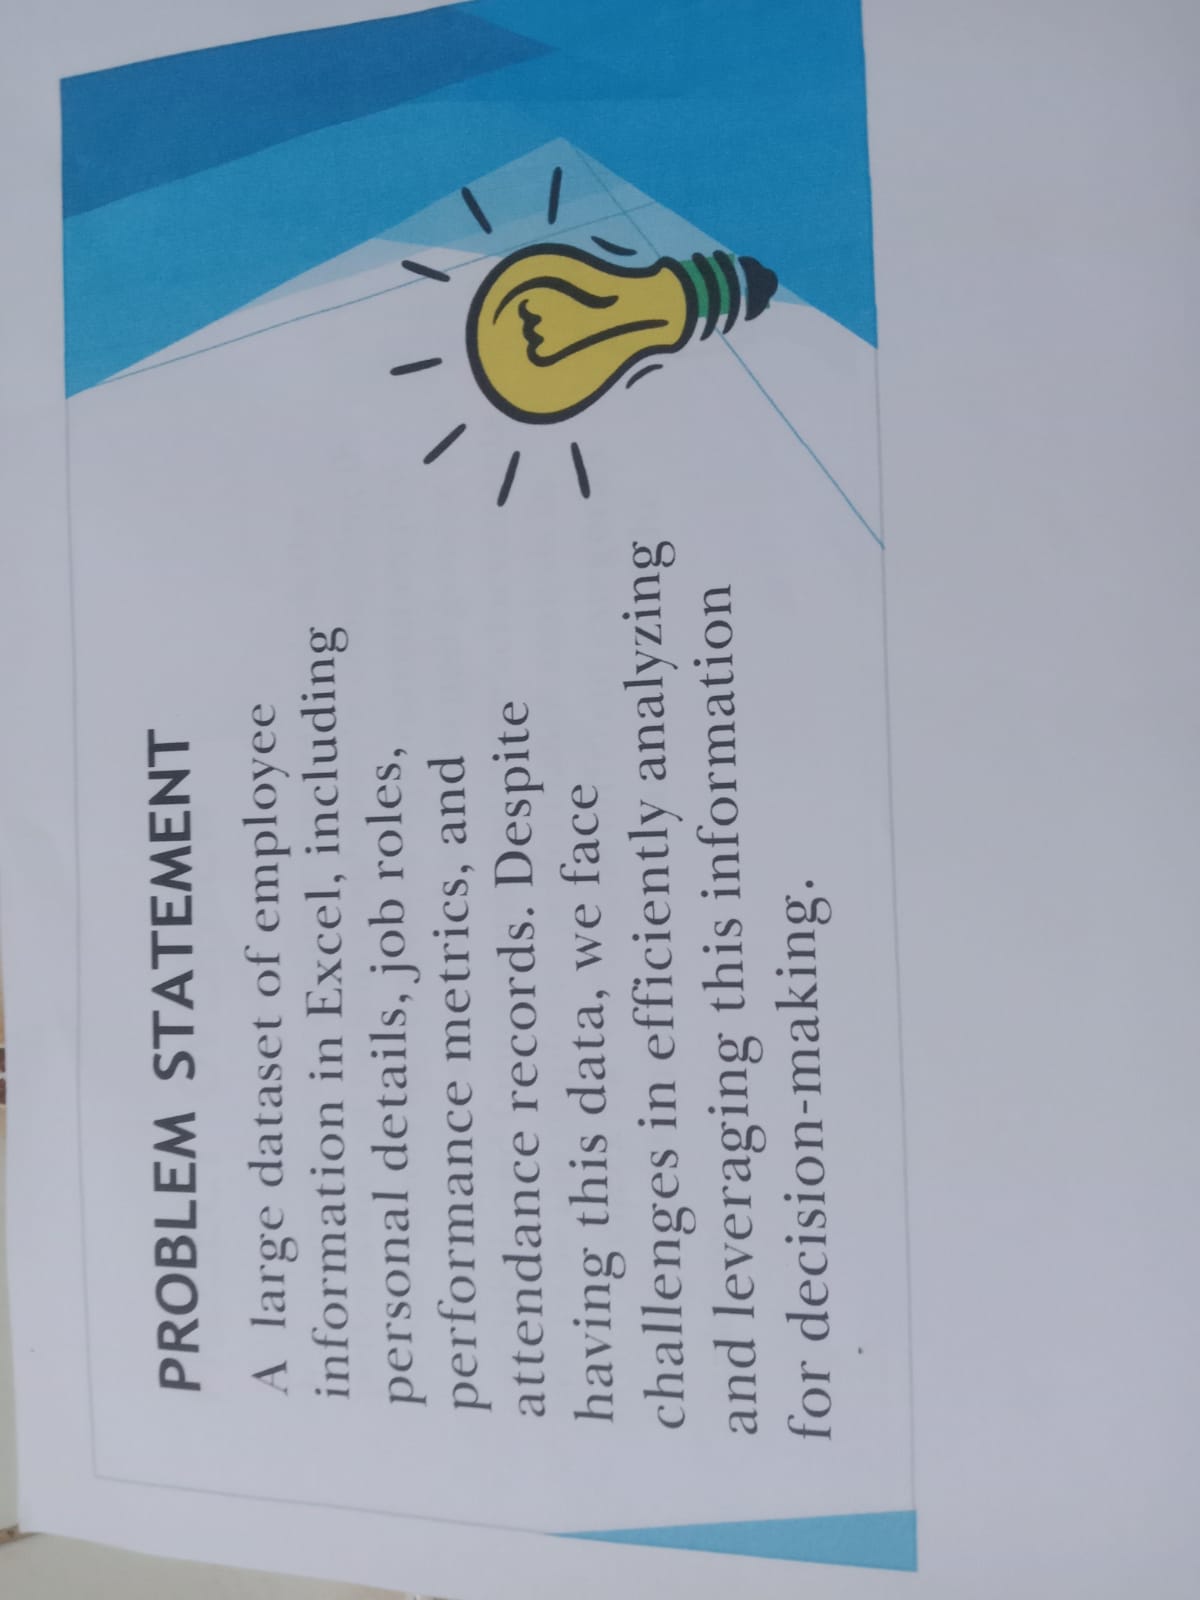 PROBLEM STATEMENT
A large dataset of employee
information in Excel, including
personal details, job roles,
performance metrics, and
attendance records. Despite
having this data, we face
challenges in efficiently analyzing
and leveraging this information
for decision-making.